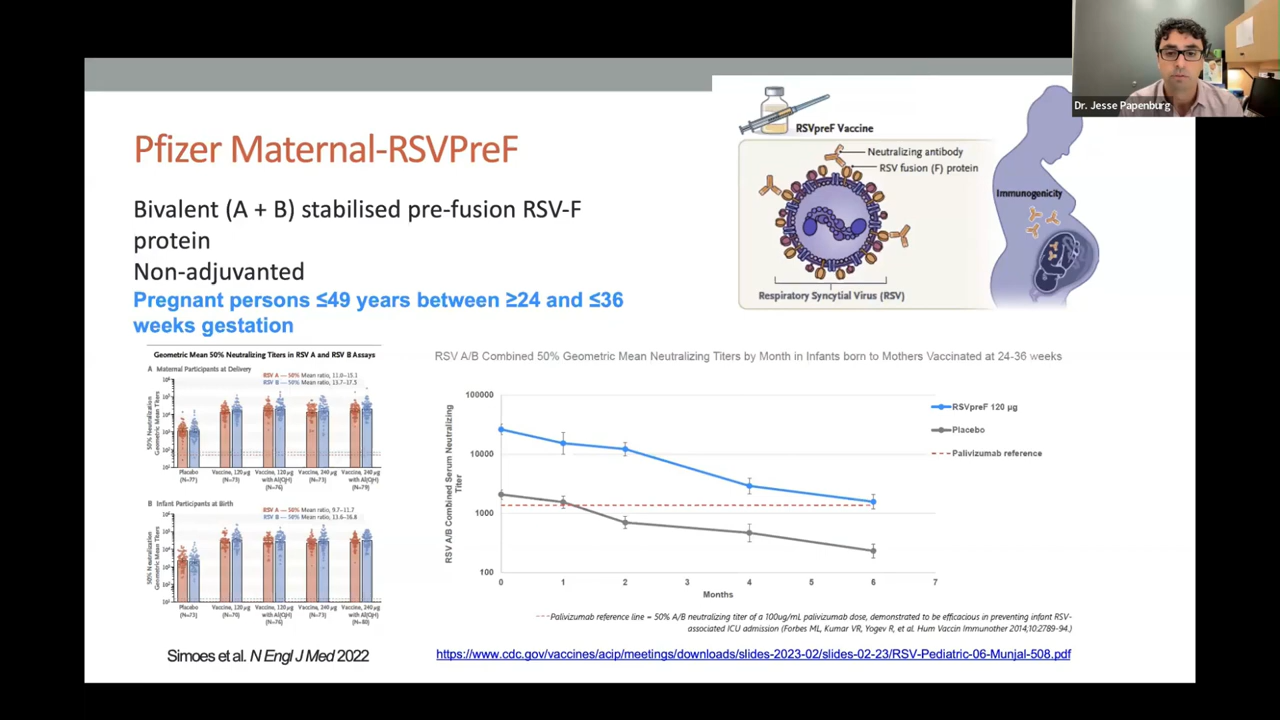 Dr. Jesse Papenburg
Pfizer Maternal-RSVPreF
Bivalent (A + B) stabilised pre-fusion RSV-F
protein
Non-adjuvanted
Pregnant persons ≤49 years between ≥24 and ≤36
weeks gestation
RSVpreF Vaccine
Neutralizing antibody
RSV fusion (F) protein
Immunogenicity
Respiratory Syncytial Virus (RSV)
Geometric Mean 50% Neutralizing Titers in RSV A and RSV B Assays
A Maternal Participants at Delivery
RSV A — 50% Mean ratio, 11.0–15.1
RSV B — 50% Mean ratio, 13.7–17.5
50% Neutralization
Geometric Mean Titers
Placebo Vaccine, 120 µg Vaccine, 120 µg Vaccine, 240 µg Vaccine, 240 µg
(N=77) (N=73) with Al(OH) (N=73) with Al(OH)
(N=76) (N=79)
B Infant Participants at Birth
RSV A — 50% Mean ratio, 9.7–11.7
RSV B — 50% Mean ratio, 13.6–16.8
50% Neutralization
Geometric Mean Titers
Placebo Vaccine, 120 µg Vaccine, 120 µg Vaccine, 240 µg Vaccine, 240 µg
(N=73) (N=70) with Al(OH) (N=73) with Al(OH)
(N=76) (N=80)
Simoes et al. N Engl J Med 2022
RSV A/B Combined 50% Geometric Mean Neutralizing Titers by Month in Infants born to Mothers Vaccinated at 24-36 weeks
RSV A/B Combined Serum Neutralizing
Titer
100000
10000
1000
100
0 1 2 3 4 5 6 7
Months
RSVpreF 120 µg
Placebo
Palivizumab reference
---Palivizumab reference line = 50% A/B neutralizing titer of a 100ug/mL palivizumab dose, demonstrated to be efficacious in preventing infant RSV-
associated ICU admission (Forbes ML, Kumar VR, Yogev R, et al. Hum Vaccin Immunother 2014;10:2789-94.)
https://www.cdc.gov/vaccines/acip/meetings/downloads/slides-2023-02/slides-02-23/RSV-Pediatric-06-Munjal-508.pdf